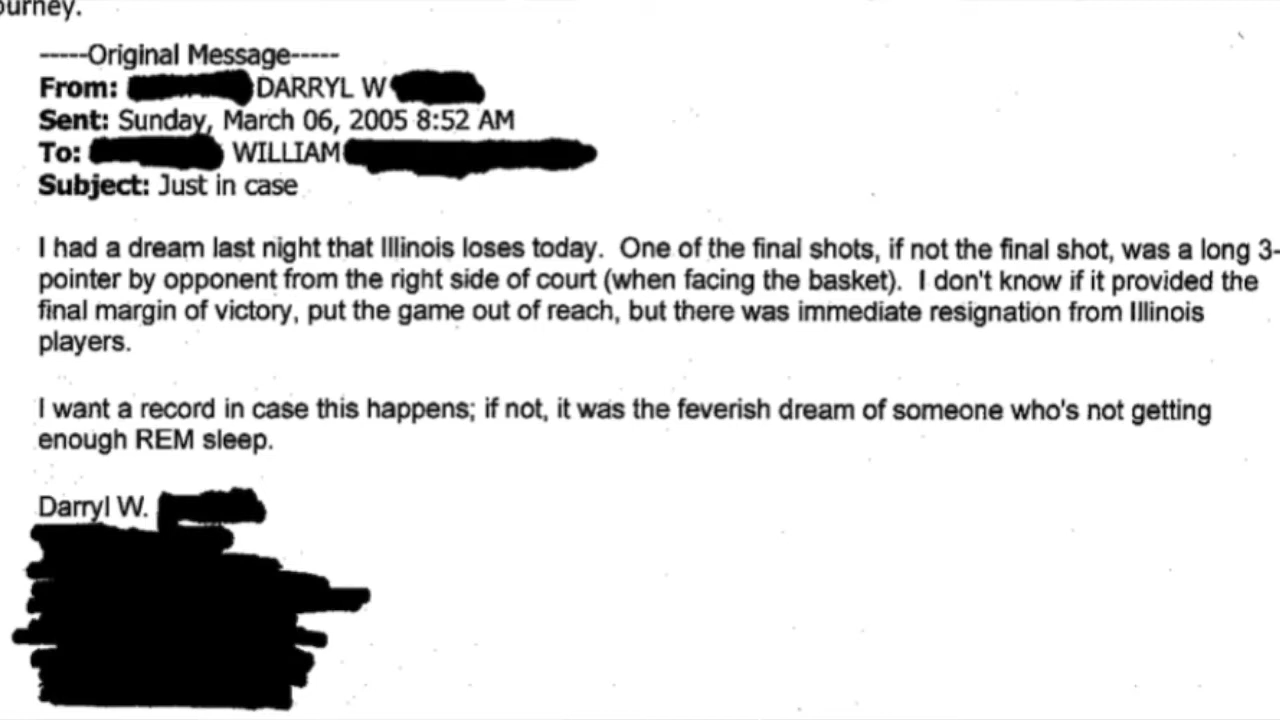 ourney.
-----Original Message-----
From: DARRYL W
Sent: Sunday, March 06, 2005 8:52 AM
To: WILLIAM
Subject: Just in case
I had a dream last night that Illinois loses today. One of the final shots, if not the final shot, was a long 3-
pointer by opponent from the right side of court (when facing the basket). I don't know if it provided the
final margin of victory, put the game out of reach, but there was immediate resignation from Illinois
players.
I want a record in case this happens; if not, it was the feverish dream of someone who's not getting
enough REM sleep.
Darryl W.